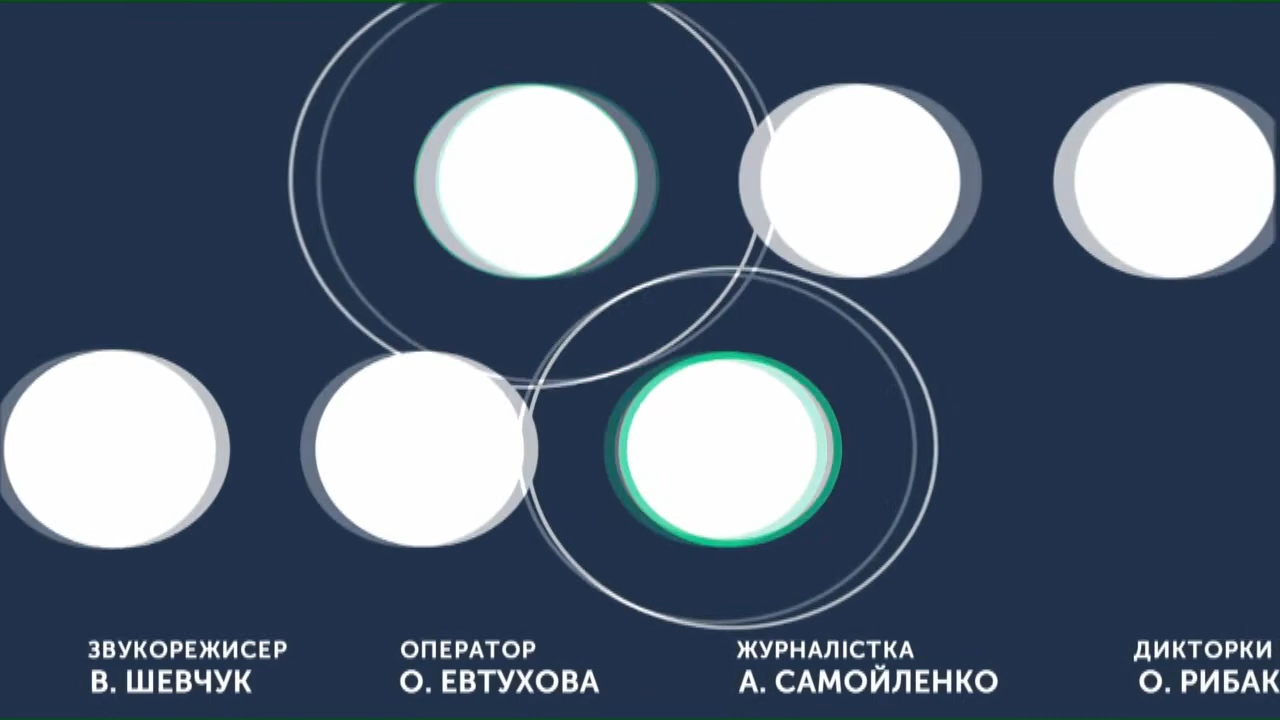 ЗВУКОРЕЖИСЕР
В. ШЕВЧУК
ОПЕРАТОР
О. ЕВТУХОВА
ЖУРНАЛІСТКА
А. САМОЙЛЕНКО
ДИКТОРКИ
О. РИБАК